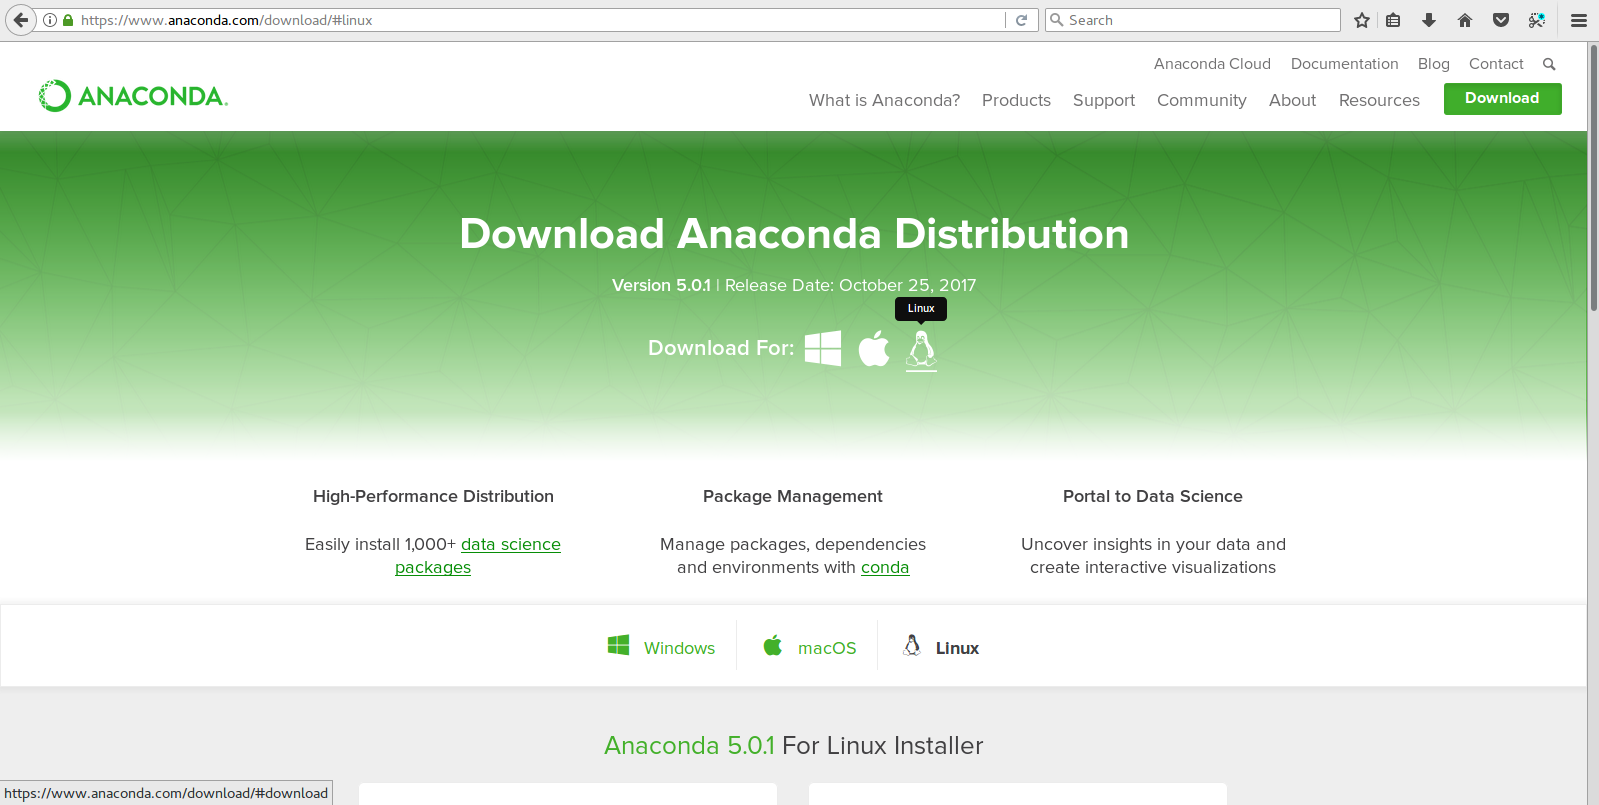 https://www.anaconda.com/download/#linux
Search
Anaconda Cloud Documentation Blog Contact
ANACONDA.
What is Anaconda? Products Support Community About Resources Download
Download Anaconda Distribution
Version 5.0.1 | Release Date: October 25, 2017
Linux
Download For:
High-Performance Distribution
Easily install 1,000+ data science
packages
Package Management
Manage packages, dependencies
and environments with conda
Portal to Data Science
Uncover insights in your data and
create interactive visualizations
Windows macOS Linux
Anaconda 5.0.1 For Linux Installer
https://www.anaconda.com/download/#download